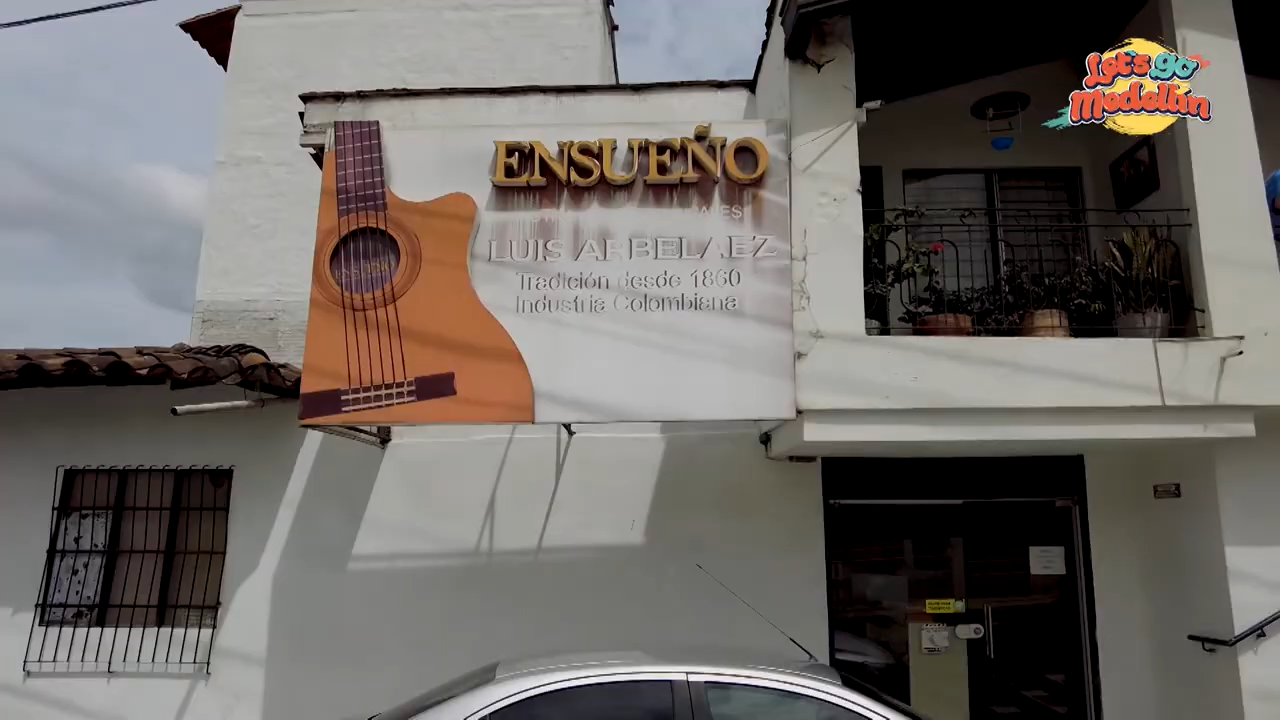 Let's go
Medellín
ENSUEÑO
LUIS ARBELAEZ
Tradición desde 1860
Industria Colombiana